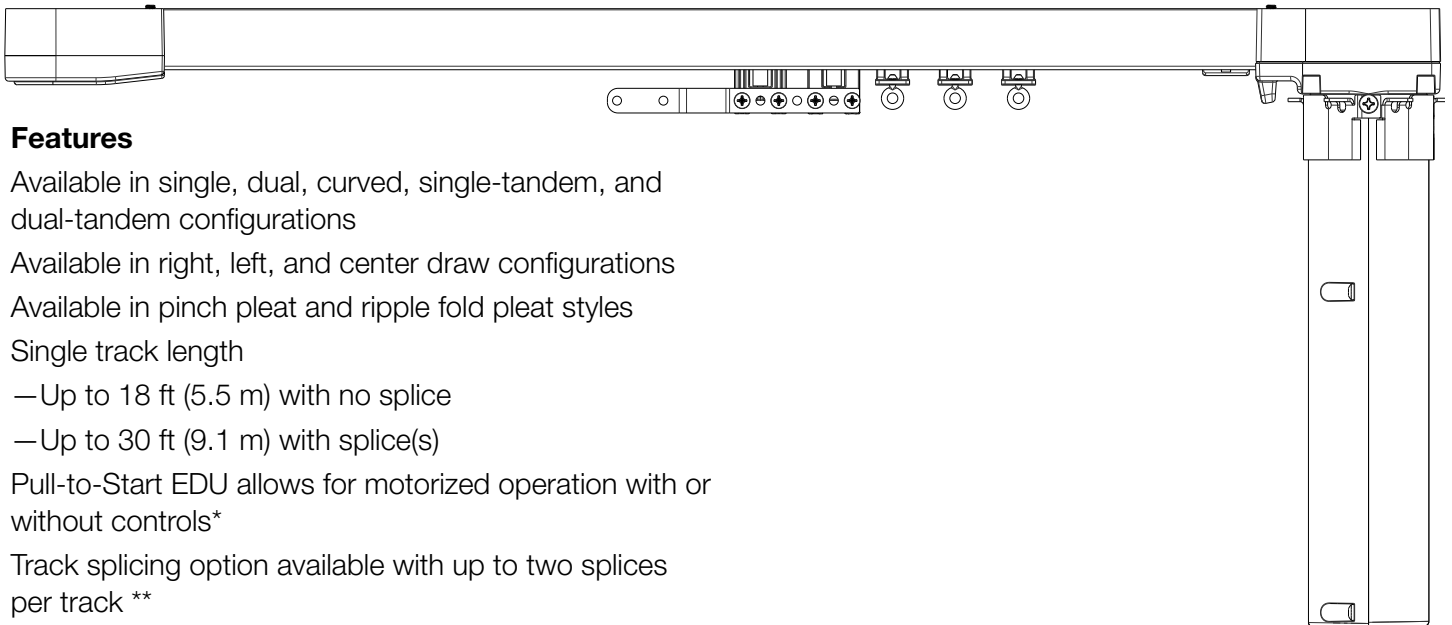 Features
Available in single, dual, curved, single-tandem, and
dual-tandem configurations
Available in right, left, and center draw configurations
Available in pinch pleat and ripple fold pleat styles
Single track length
—Up to 18 ft (5.5 m) with no splice
—Up to 30 ft (9.1 m) with splice(s)
Pull-to-Start EDU allows for motorized operation with or
without controls*
Track splicing option available with up to two splices
per track **